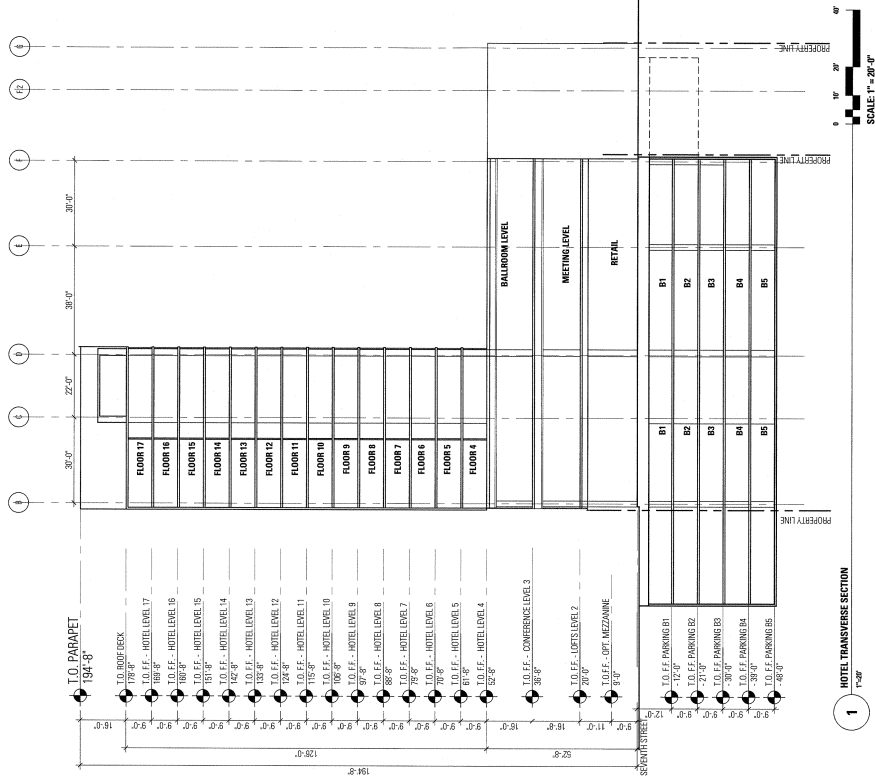 G
F.2
F
E
D
C
B
30'-0"
38'-0"
22'-0"
30'-0"
T.O. PARAPET
194'-8"
T.O. ROOF DECK
178'-8"
T.O. F.F. - HOTEL LEVEL 17
169'-8"
T.O. F.F. - HOTEL LEVEL 16
160'-8"
T.O. F.F. - HOTEL LEVEL 15
151'-8"
T.O. F.F. - HOTEL LEVEL 14
142'-8"
T.O. F.F. - HOTEL LEVEL 13
133'-8"
T.O. F.F. - HOTEL LEVEL 12
124'-8"
T.O. F.F. - HOTEL LEVEL 11
115'-8"
T.O. F.F. - HOTEL LEVEL 10
106'-8"
T.O. F.F. - HOTEL LEVEL 9
97'-8"
T.O. F.F. - HOTEL LEVEL 8
88'-8"
T.O. F.F. - HOTEL LEVEL 7
79'-8"
T.O. F.F. - HOTEL LEVEL 6
70'-8"
T.O. F.F. - HOTEL LEVEL 5
61'-8"
T.O. F.F. - HOTEL LEVEL 4
52'-8"
T.O. F.F. - CONFERENCE LEVEL 3
36'-8"
T.O. F.F. - LOFTS LEVEL 2
20'-0"
T.O. F.F. - OPT. MEZZANINE
9'-0"
SEVENTH STREET
T.O. F.F. PARKING B1
- 12'-0"
T.O. F.F. PARKING B2
- 21'-0"
T.O. F.F. PARKING B3
- 30'-0"
T.O. F.F. PARKING B4
- 39'-0"
T.O. F.F. PARKING B5
- 48'-0"
16'-0"
9'-0"
9'-0"
9'-0"
9'-0"
9'-0"
9'-0"
9'-0"
9'-0"
9'-0"
9'-0"
9'-0"
9'-0"
9'-0"
9'-0"
16'-0"
16'-8"
11'-0"
9'-0"
12'-0"
9'-0"
9'-0"
9'-0"
9'-0"
126'-0"
52'-8"
194'-8"
FLOOR 17
FLOOR 16
FLOOR 15
FLOOR 14
FLOOR 13
FLOOR 12
FLOOR 11
FLOOR 10
FLOOR 9
FLOOR 8
FLOOR 7
FLOOR 6
FLOOR 5
FLOOR 4
BALLROOM LEVEL
MEETING LEVEL
RETAIL
B1
B1
B2
B2
B3
B3
B4
B4
B5
B5
PROPERTY LINE
PROPERTY LINE
PROPERTY LINE
1
HOTEL TRANSVERSE SECTION
1"=20'
0
10'
20'
40'
SCALE: 1" = 20'-0"